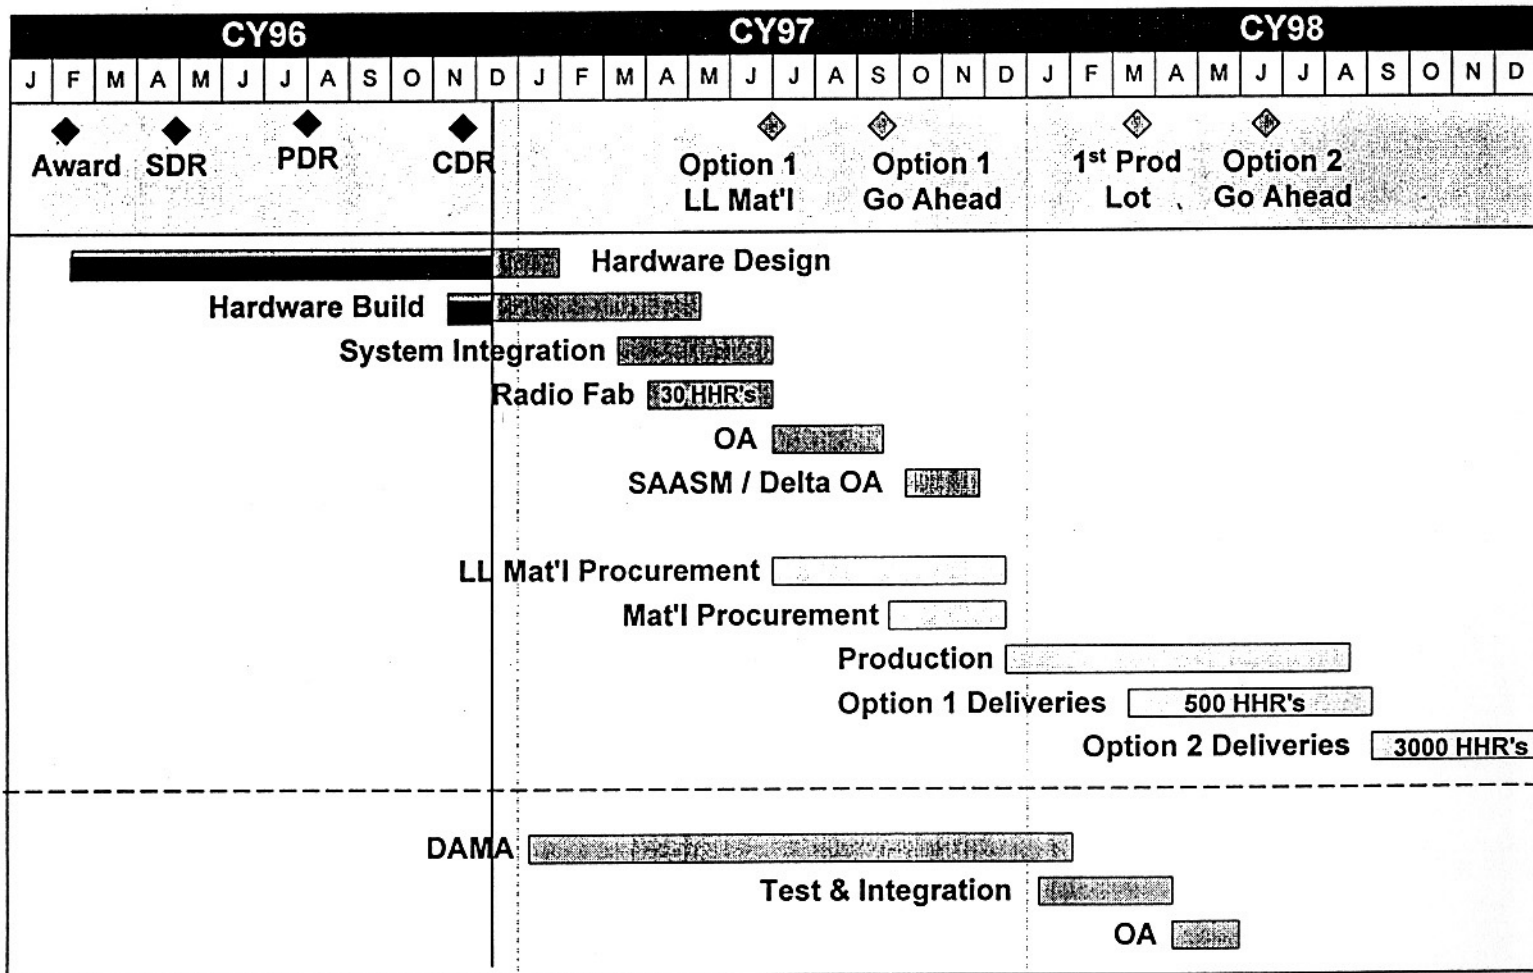 CY96 CY97 CY98
J F M A M J J A S O N D J F M A M J J A S O N D J F M A M J J A S O N D
Award SDR PDR CDR Option 1 Option 1 1st Prod Option 2
LL Mat'l Go Ahead Lot Go Ahead
Hardware Design
Hardware Build
System Integration
Radio Fab 30 HHR's
OA
SAASM / Delta OA
LL Mat'l Procurement
Mat'l Procurement
Production
Option 1 Deliveries 500 HHR's
Option 2 Deliveries 3000 HHR's
DAMA
Test & Integration
OA